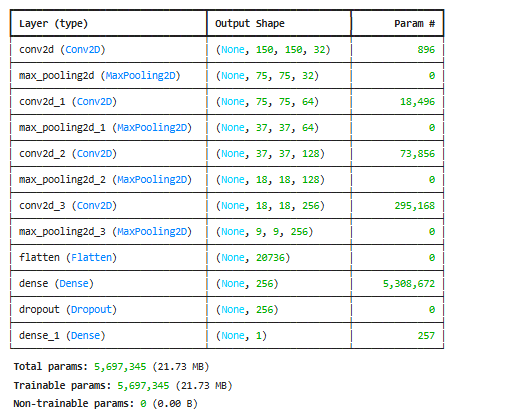 Layer (type) Output Shape Param #
conv2d (Conv2D) (None, 150, 150, 32) 896
max_pooling2d (MaxPooling2D) (None, 75, 75, 32) 0
conv2d_1 (Conv2D) (None, 75, 75, 64) 18,496
max_pooling2d_1 (MaxPooling2D) (None, 37, 37, 64) 0
conv2d_2 (Conv2D) (None, 37, 37, 128) 73,856
max_pooling2d_2 (MaxPooling2D) (None, 18, 18, 128) 0
conv2d_3 (Conv2D) (None, 18, 18, 256) 295,168
max_pooling2d_3 (MaxPooling2D) (None, 9, 9, 256) 0
flatten (Flatten) (None, 20736) 0
dense (Dense) (None, 256) 5,308,672
dropout (Dropout) (None, 256) 0
dense_1 (Dense) (None, 1) 257
Total params: 5,697,345 (21.73 MB)
Trainable params: 5,697,345 (21.73 MB)
Non-trainable params: 0 (0.00 B)